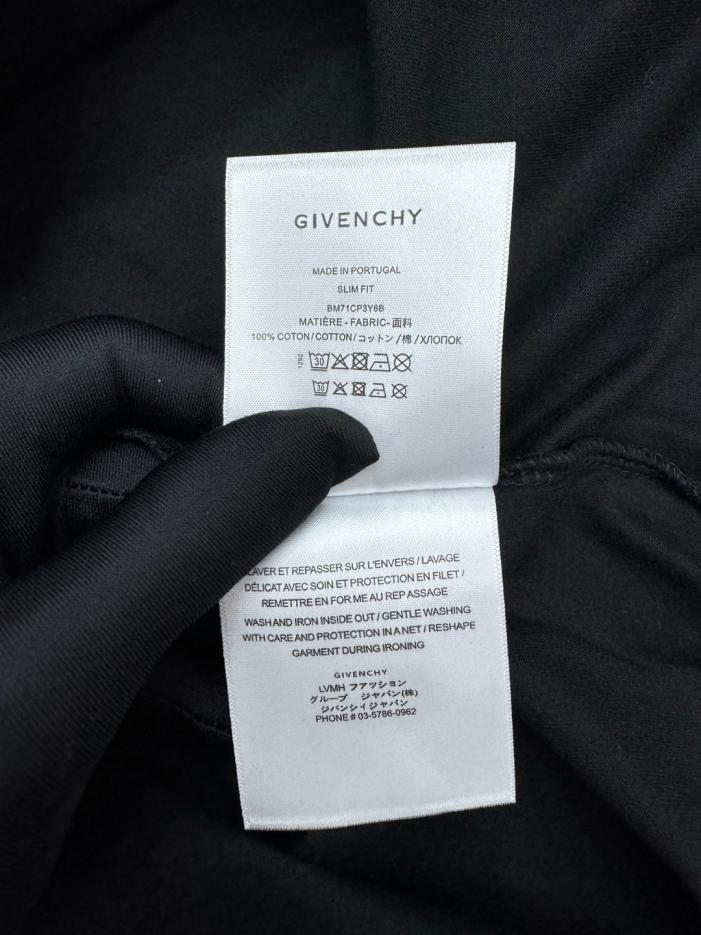 GIVENCHY
MADE IN PORTUGAL
SLIM FIT
BM71CP3Y6B
MATIÈRE - FABRIC - 面料
100% COTON / COTTON / コットン / 棉 / ХЛОПОК
1292
30
30
LAVER ET REPASSER SUR L'ENVERS / LAVAGE
DÉLICAT AVEC SOIN ET PROTECTION EN FILET /
REMETTRE EN FOR ME AU REP ASSAGE
WASH AND IRON INSIDE OUT / GENTLE WASHING
WITH CARE AND PROTECTION IN A NET / RESHAPE
GARMENT DURING IRONING
GIVENCHY
LVMH ファッション
グループ ジャパン(株)
ジバンシイジャパン
PHONE # 03-5786-0962